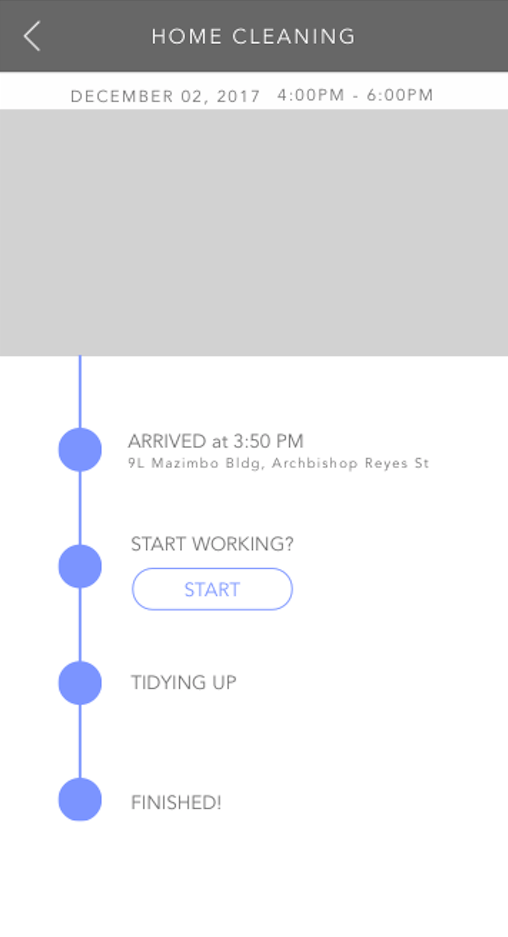 HOME CLEANING
DECEMBER 02, 2017 4:00PM - 6:00PM
ARRIVED at 3:50 PM
9L Mazimbo Bldg, Archbishop Reyes St
START WORKING?
START
TIDYING UP
FINISHED!